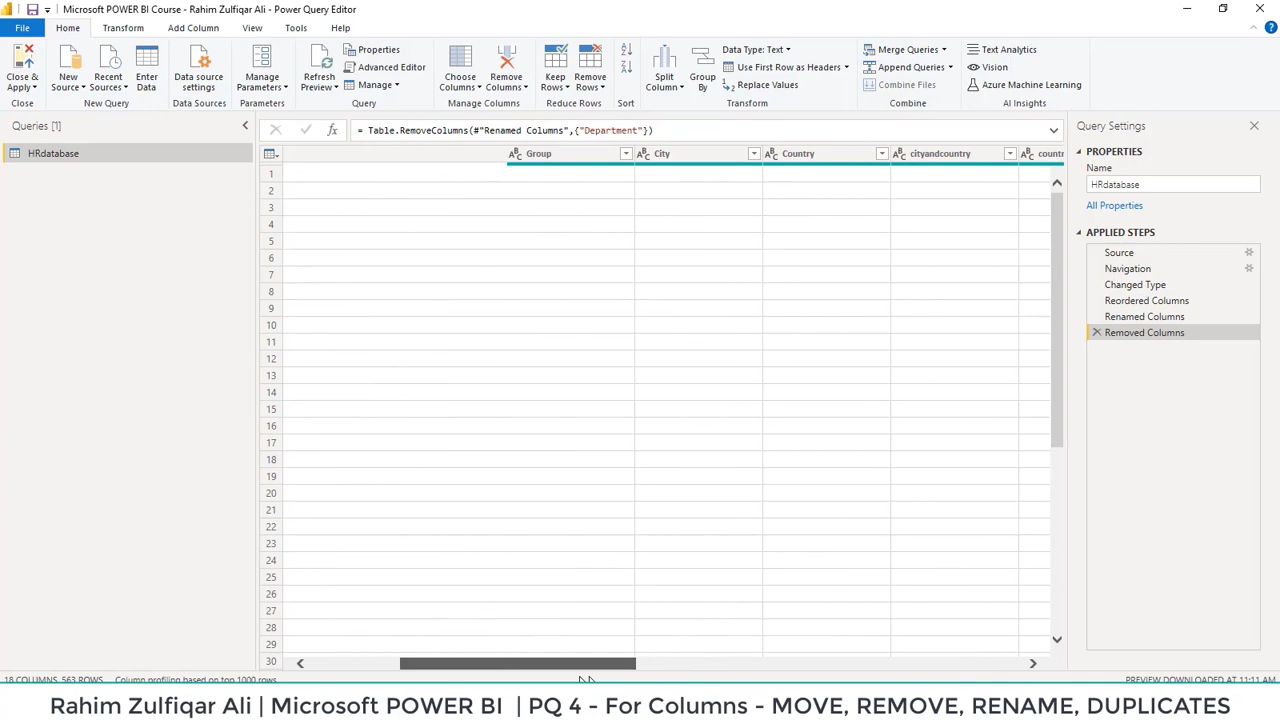 Microsoft POWER BI Course - Rahim Zulfiqar Ali - Power Query Editor
File Home Transform Add Column View Tools Help
Close & Apply
New Source
Recent Sources
Enter Data
Data source settings
Manage Parameters
Refresh Preview
Properties
Advanced Editor
Manage
Choose Columns
Remove Columns
Keep Rows
Remove Rows
Split Column
Group By
Data Type: Text
Use First Row as Headers
Replace Values
Merge Queries
Append Queries
Combine Files
Text Analytics
Vision
Azure Machine Learning
Close New Query Data Sources Parameters Query Manage Columns Reduce Rows Sort Transform Combine AI Insights
Queries [1]
HRdatabase
= Table.RemoveColumns(#"Renamed Columns",{"Department"})
Group City Country cityandcountry
1
2
3
4
5
6
7
8
9
10
11
12
13
14
15
16
17
18
19
20
21
22
23
24
25
26
27
28
29
30
Query Settings
PROPERTIES
Name
HRdatabase
All Properties
APPLIED STEPS
Source
Navigation
Changed Type
Reordered Columns
Renamed Columns
Removed Columns
18 COLUMNS, 563 ROWS Column profiling based on top 1000 rows
PREVIEW DOWNLOADED AT 11:11 AM
Rahim Zulfiqar Ali | Microsoft POWER BI | PQ 4 - For Columns - MOVE, REMOVE, RENAME, DUPLICATES